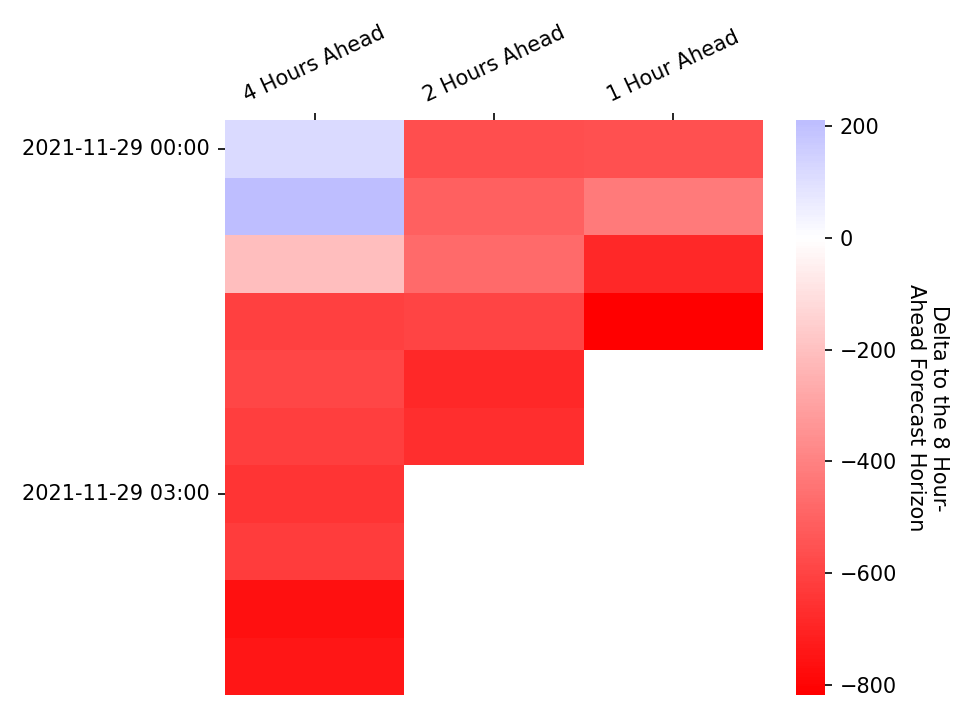 4 Hours Ahead
2 Hours Ahead
1 Hour Ahead
2021-11-29 00:00
2021-11-29 03:00
200
0
−200
−400
−600
−800
Delta to the 8 Hour-
Ahead Forecast Horizon